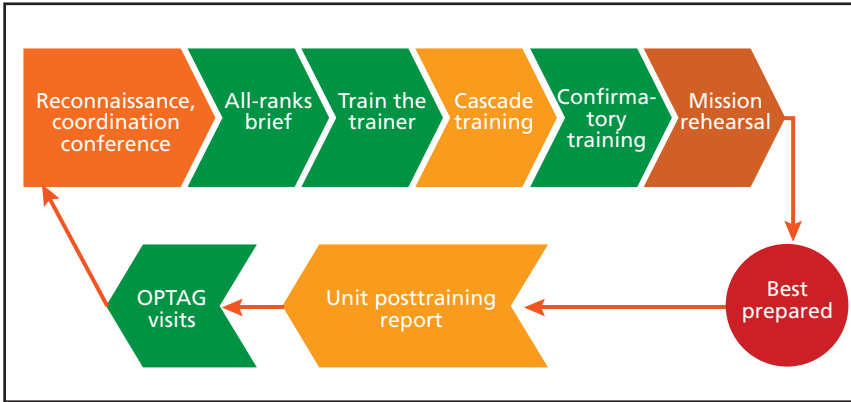 Reconnaissance,
coordination
conference
All-ranks
brief
Train the
trainer
Cascade
training
Confirma-
tory
training
Mission
rehearsal
Best
prepared
Unit posttraining
report
OPTAG
visits